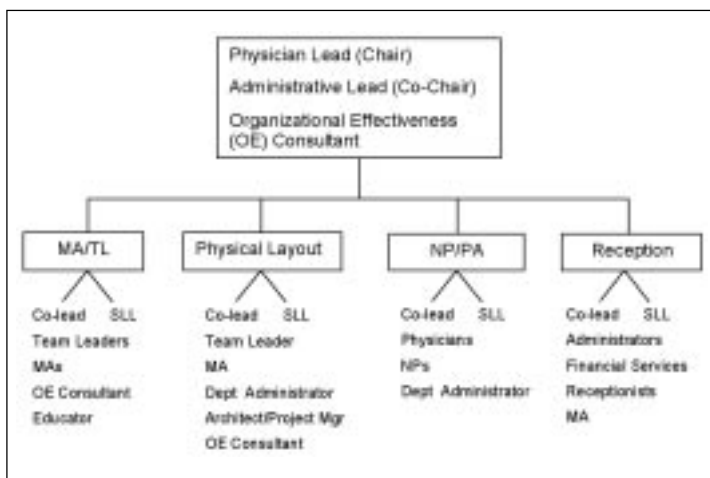 Physician Lead (Chair)
Administrative Lead (Co-Chair)
Organizational Effectiveness
(OE) Consultant
MA/TL
Co-lead SLL
Team Leaders
MAs
OE Consultant
Educator
Physical Layout
Co-lead SLL
Team Leader
MA
Dept Administrator
Architect/Project Mgr
OE Consultant
NP/PA
Co-lead SLL
Physicians
NPs
Dept Administrator
Reception
Co-lead SLL
Administrators
Financial Services
Receptionists
MA